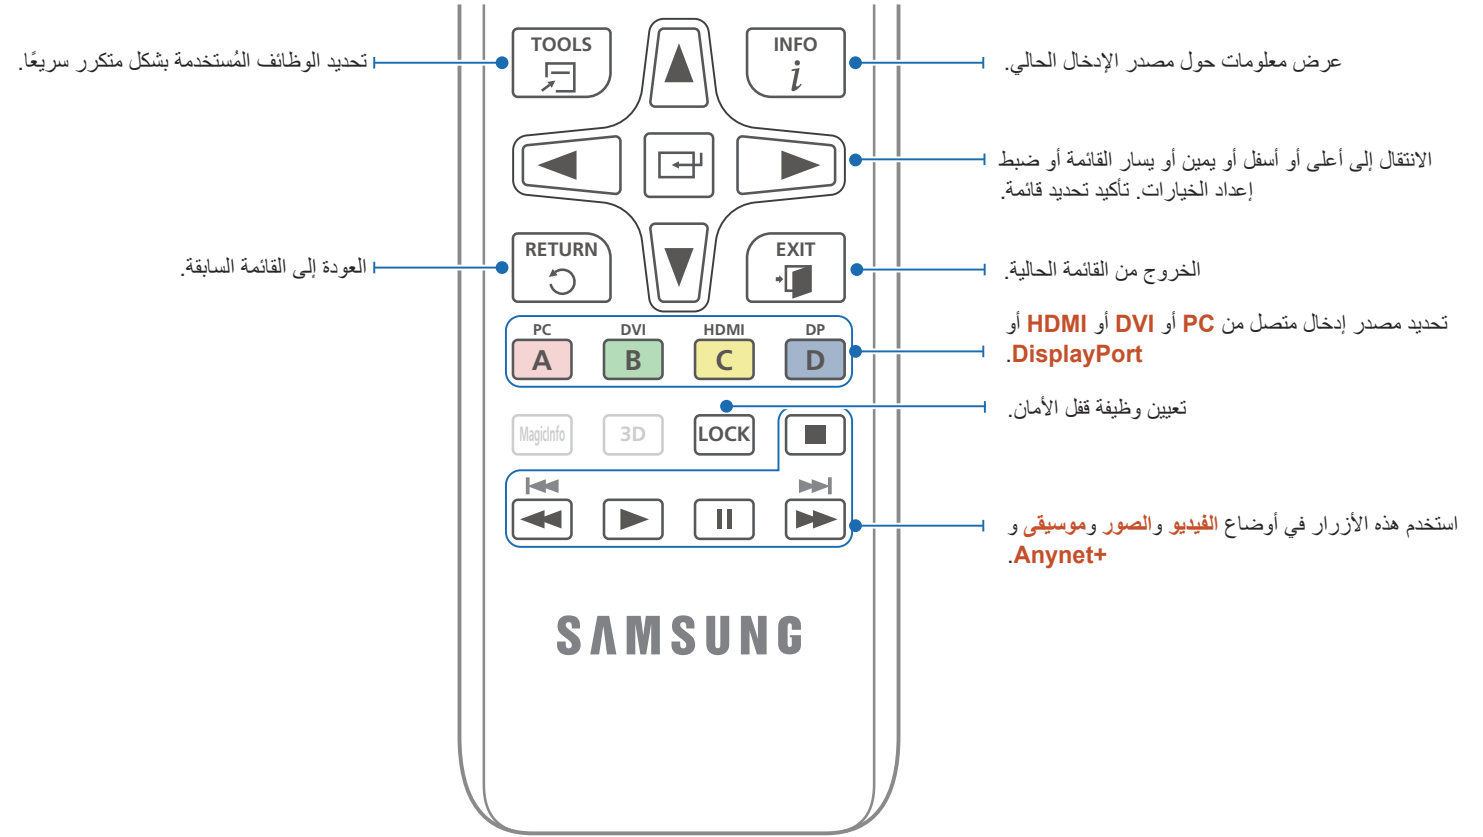 TOOLS
INFO
i
تحديد الوظائف المُستخدمة بشكل متكرر سريعًا.
عرض معلومات حول مصدر الإدخال الحالي.
الانتقال إلى أعلى أو أسفل أو يمين أو يسار القائمة أو ضبط
إعداد الخيارات. تأكيد تحديد قائمة.
RETURN
EXIT
العودة إلى القائمة السابقة.
الخروج من القائمة الحالية.
PC DVI HDMI DP
A B C D
تحديد مصدر إدخال متصل من PC أو DVI أو HDMI أو
DisplayPort.
تعيين وظيفة قفل الأمان.
MagicInfo 3D LOCK
استخدم هذه الأزرار في أوضاع الفيديو والصور وموسيقى و
Anynet+.
SAMSUNG